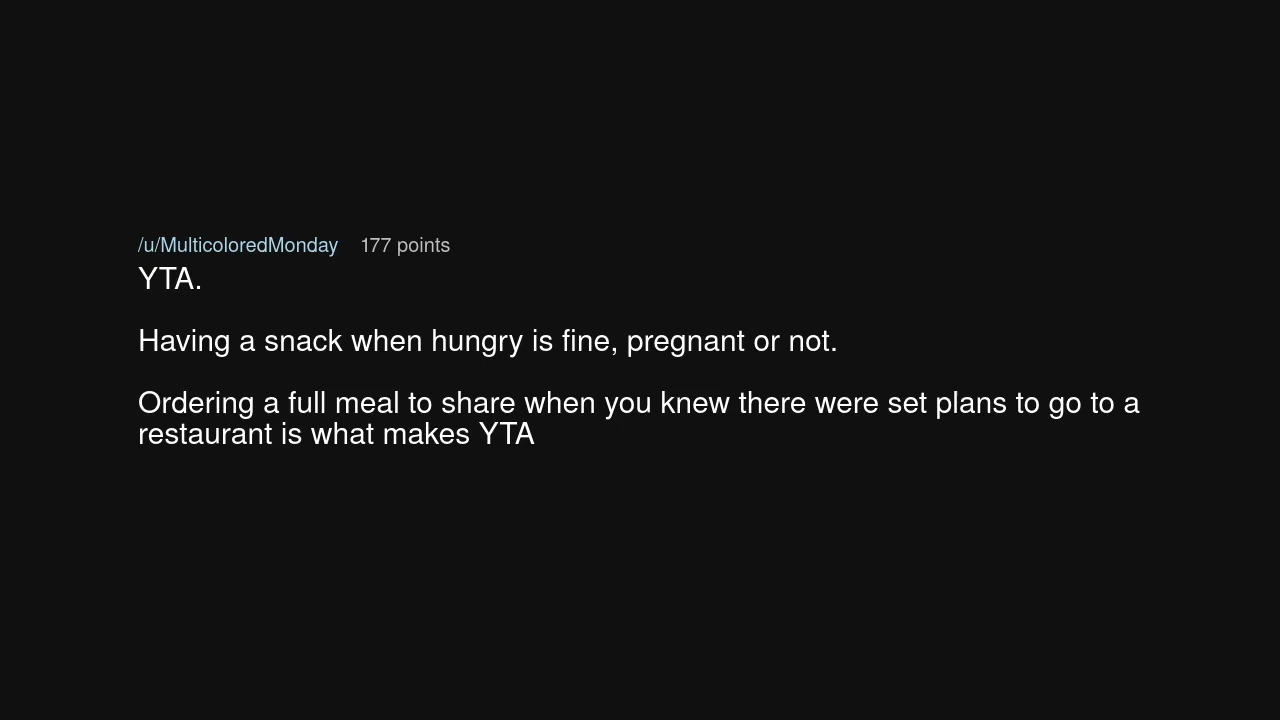 /u/MulticoloredMonday 177 points
YTA.
Having a snack when hungry is fine, pregnant or not.
Ordering a full meal to share when you knew there were set plans to go to a
restaurant is what makes YTA